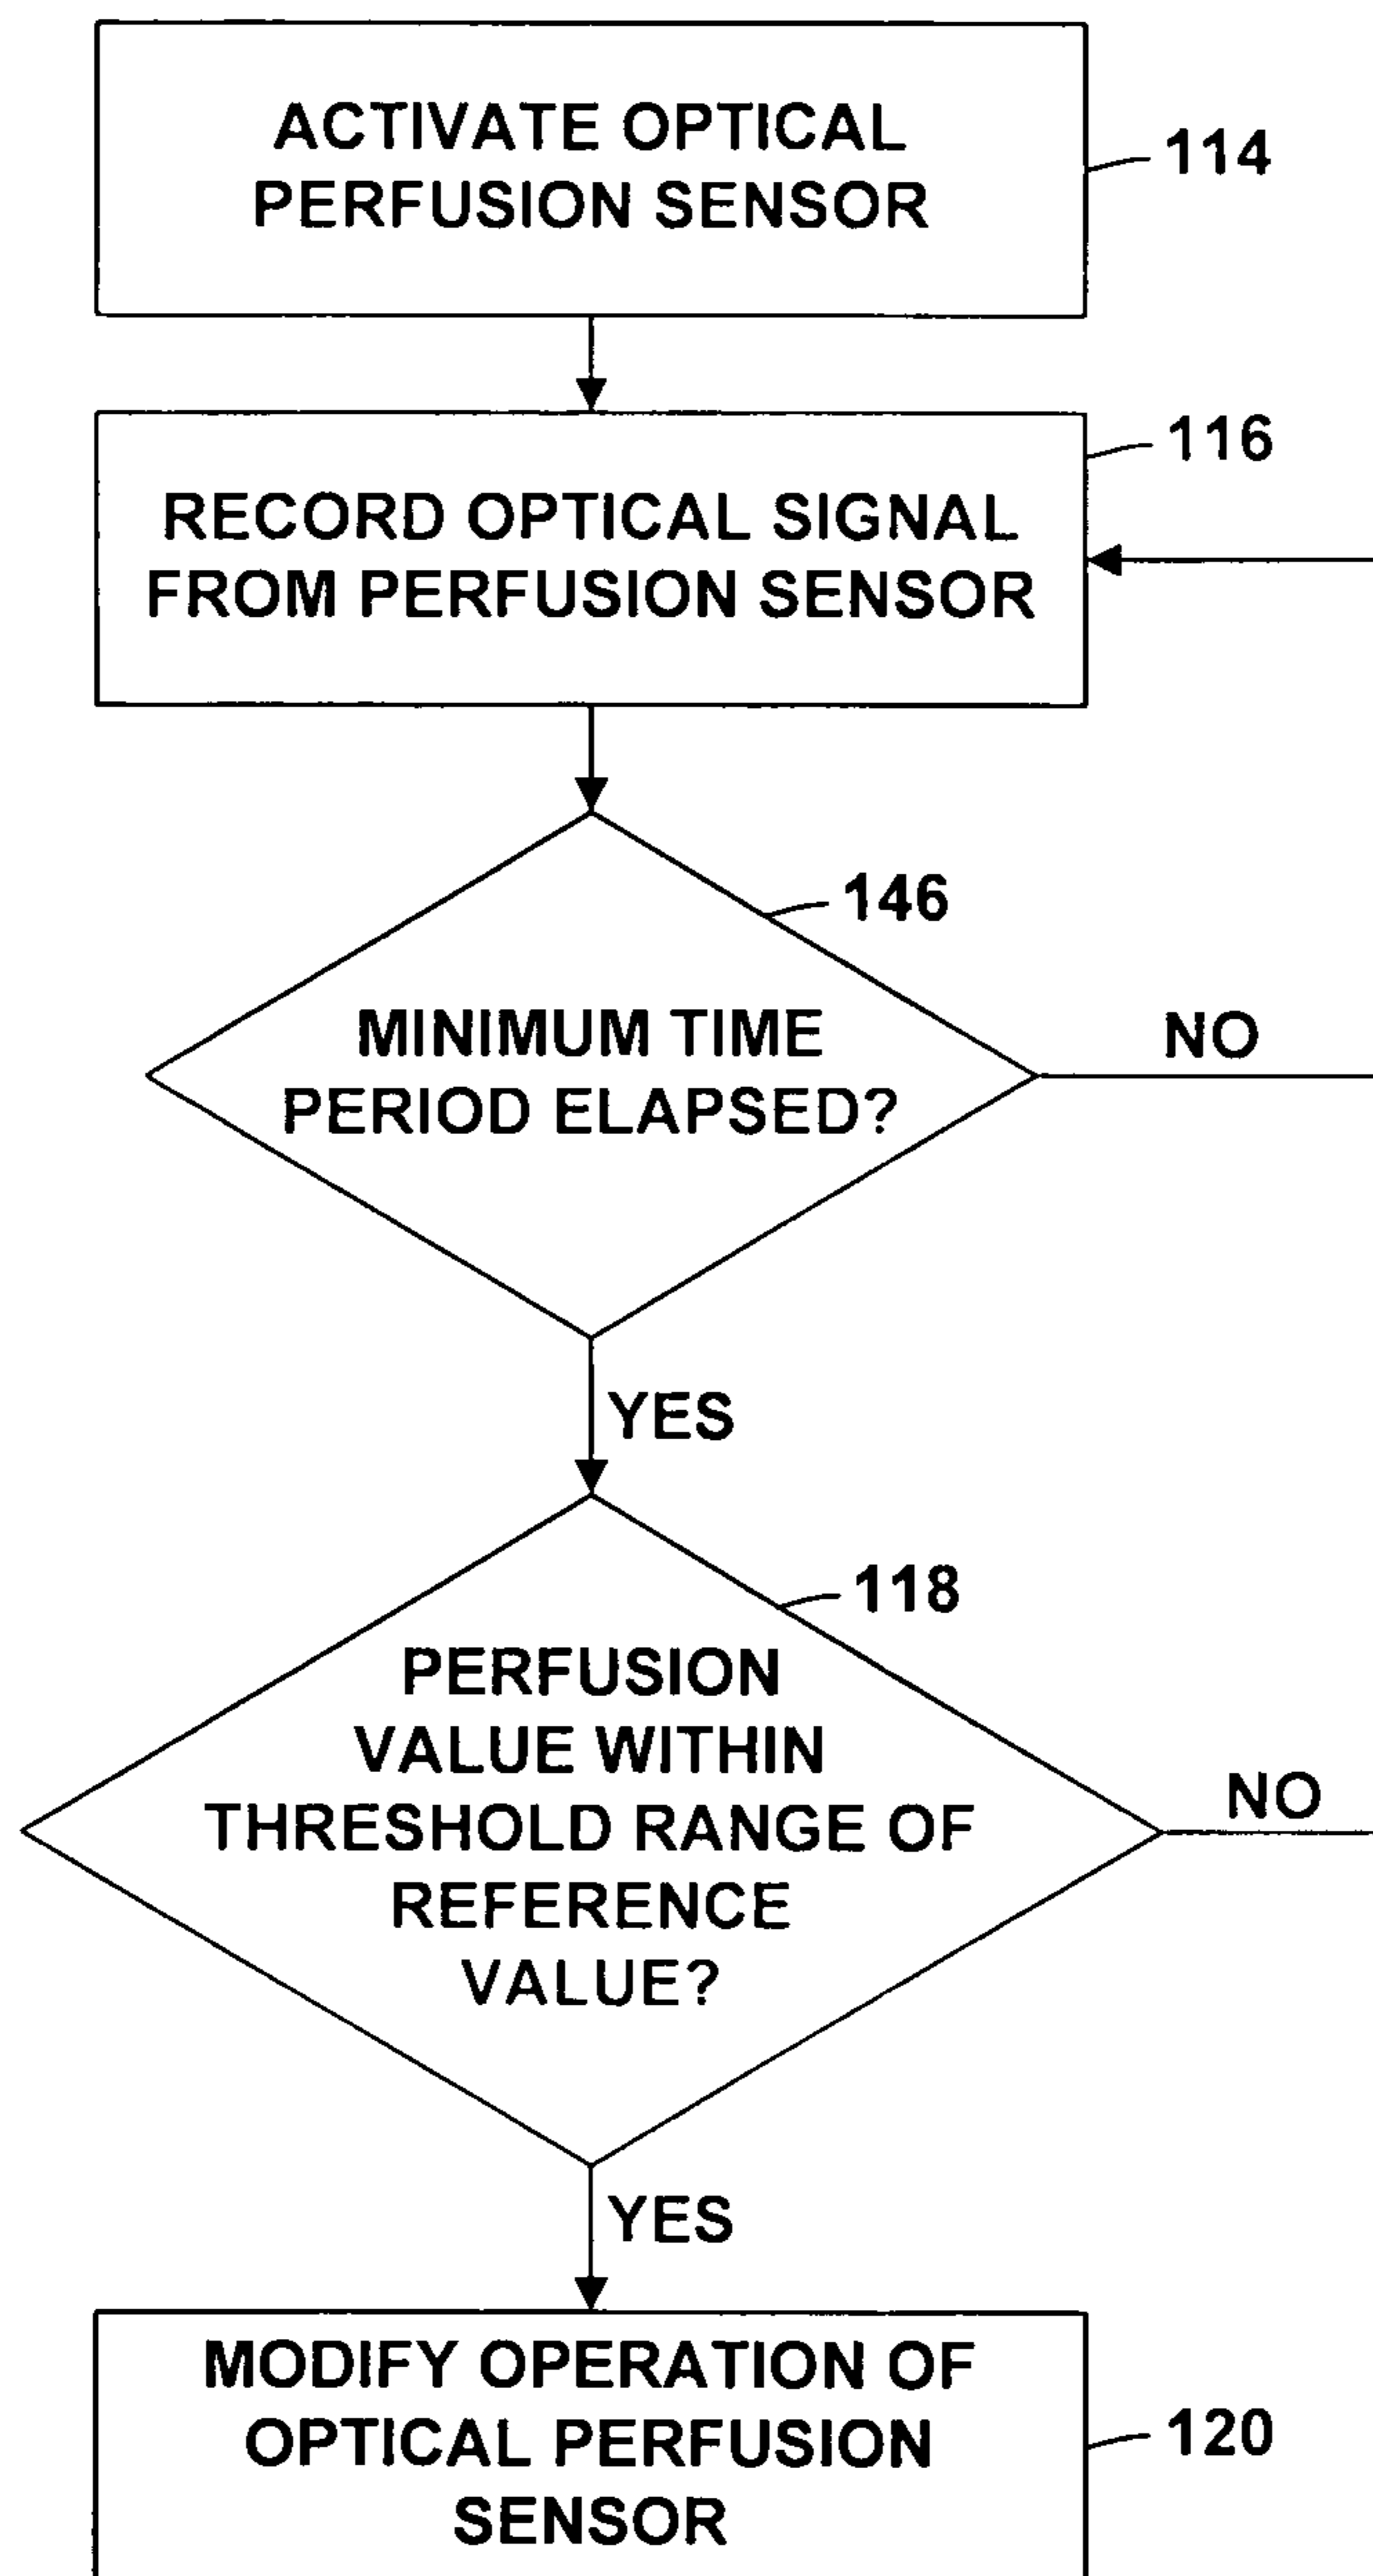 ACTIVATE OPTICAL
PERFUSION SENSOR
114
116
RECORD OPTICAL SIGNAL
FROM PERFUSION SENSOR
146
MINIMUM TIME
PERIOD ELAPSED?
NO
YES
118
PERFUSION
VALUE WITHIN
THRESHOLD RANGE OF
REFERENCE
VALUE?
NO
YES
MODIFY OPERATION OF
OPTICAL PERFUSION
SENSOR
120